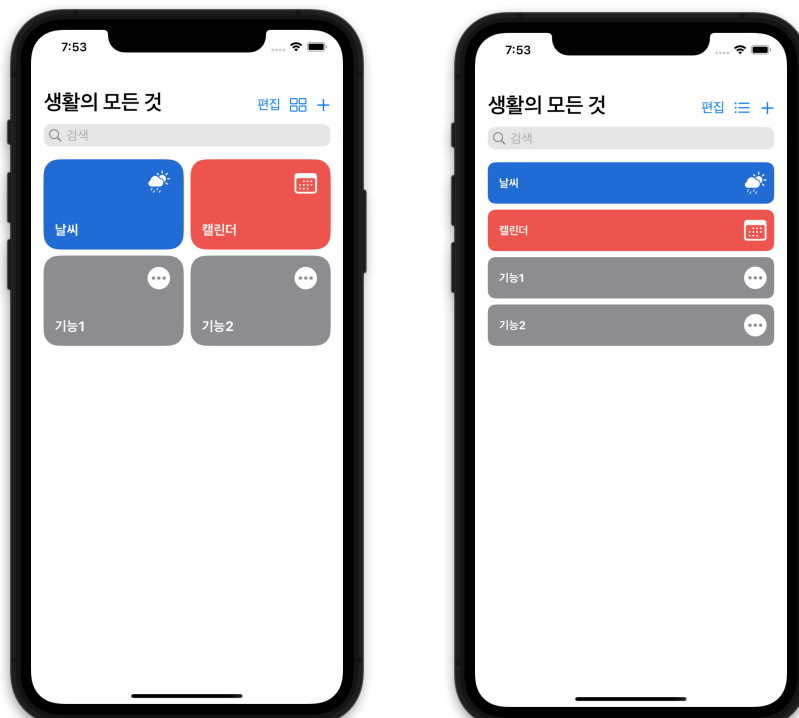 7:53
생활의 모든 것
편집
검색
날씨
캘린더
기능1
기능2
7:53
생활의 모든 것
편집
검색
날씨
캘린더
기능1
기능2